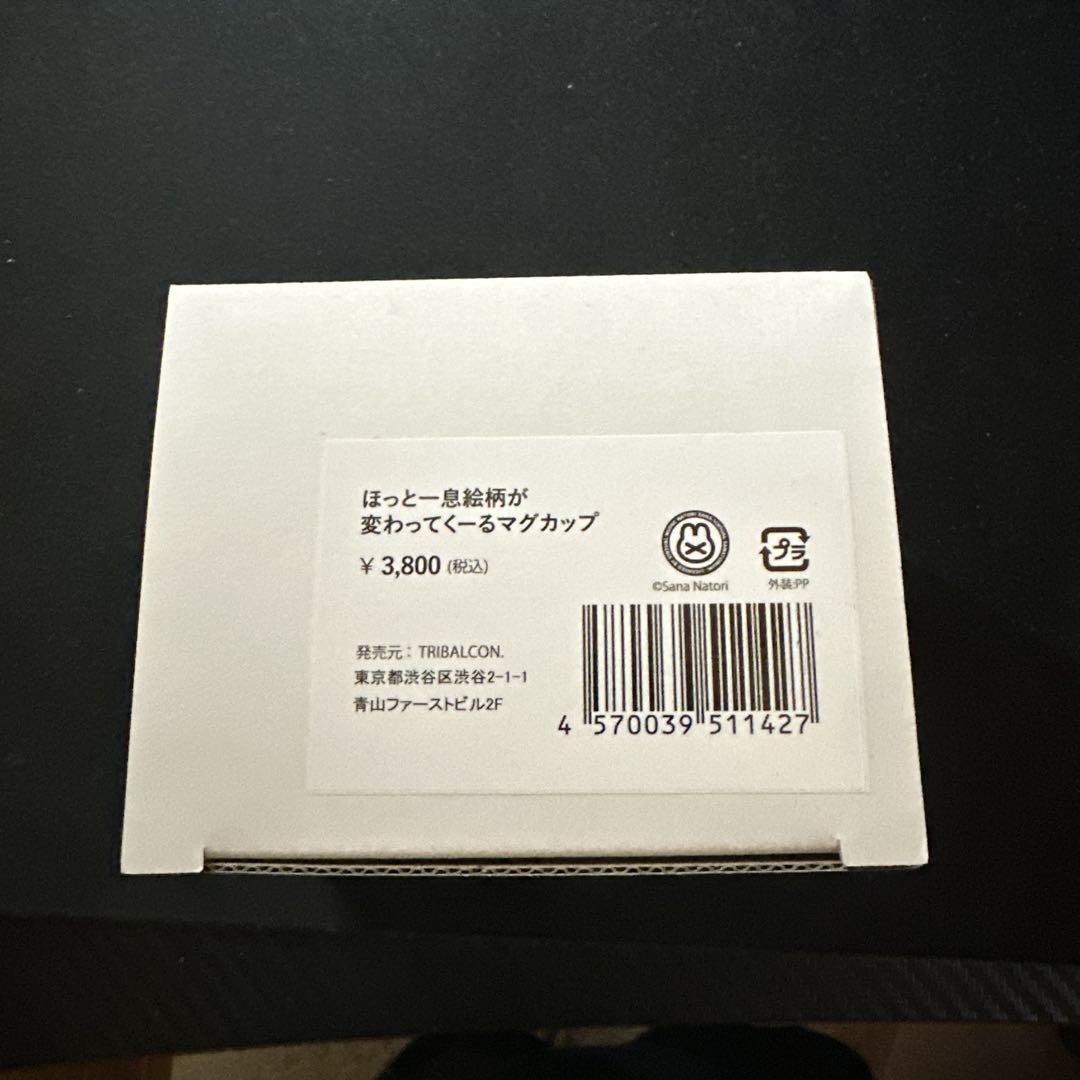 ほっと一息絵柄が
変わってくーるマグカップ
¥ 3,800 (税込)
©Sana Natori
プラ
外装:PP
発売元： TRIBALCON.
東京都渋谷区渋谷2-1-1
青山ファーストビル2F
4 570039 511427